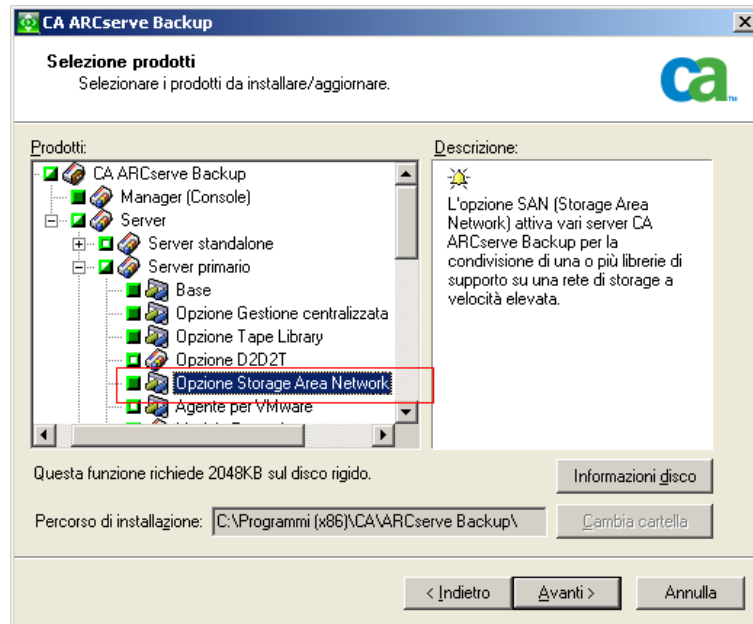 CA ARCserve Backup
Selezione prodotti
Selezionare i prodotti da installare/aggiornare.
ca
Prodotti:
CA ARCserve Backup
Manager (Console)
Server
Server standalone
Server primario
Base
Opzione Gestione centralizzata
Opzione Tape Library
Opzione D2D2T
Opzione Storage Area Network
Agente per VMware
Descrizione:
L'opzione SAN (Storage Area
Network) attiva vari server CA
ARCserve Backup per la
condivisione di una o più librerie di
supporto su una rete di storage a
velocità elevata.
Questa funzione richiede 2048KB sul disco rigido.
Informazioni disco
Percorso di installazione: C:\Programmi (x86)\CA\ARCserve Backup\
Cambia cartella
< Indietro
Avanti >
Annulla